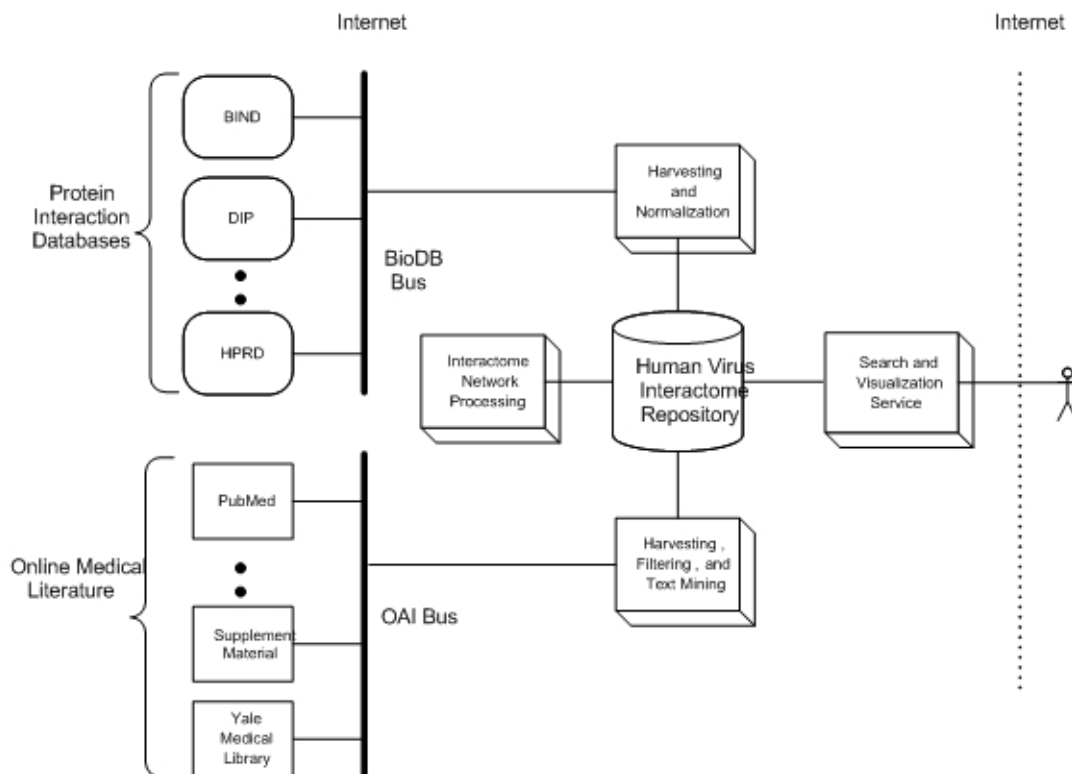 Internet
Internet
BIND
DIP
HPRD
Protein
Interaction
Databases
BioDB
Bus
Harvesting
and
Normalization
Interactome
Network
Processing
Human Virus
Interactome
Repository
Search and
Visualization
Service
PubMed
Supplement
Material
Yale
Medical
Library
Online Medical
Literature
OAI Bus
Harvesting ,
Filtering , and
Text Mining